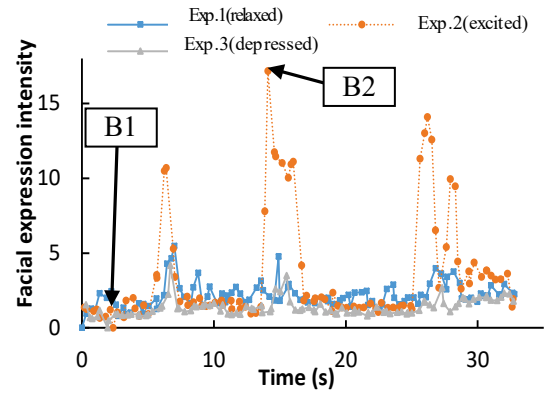 Exp.1(relaxed)
Exp.2(excited)
Exp.3(depressed)
Facial expression intensity
15
10
5
0
B1
B2
0
10
20
30
Time (s)